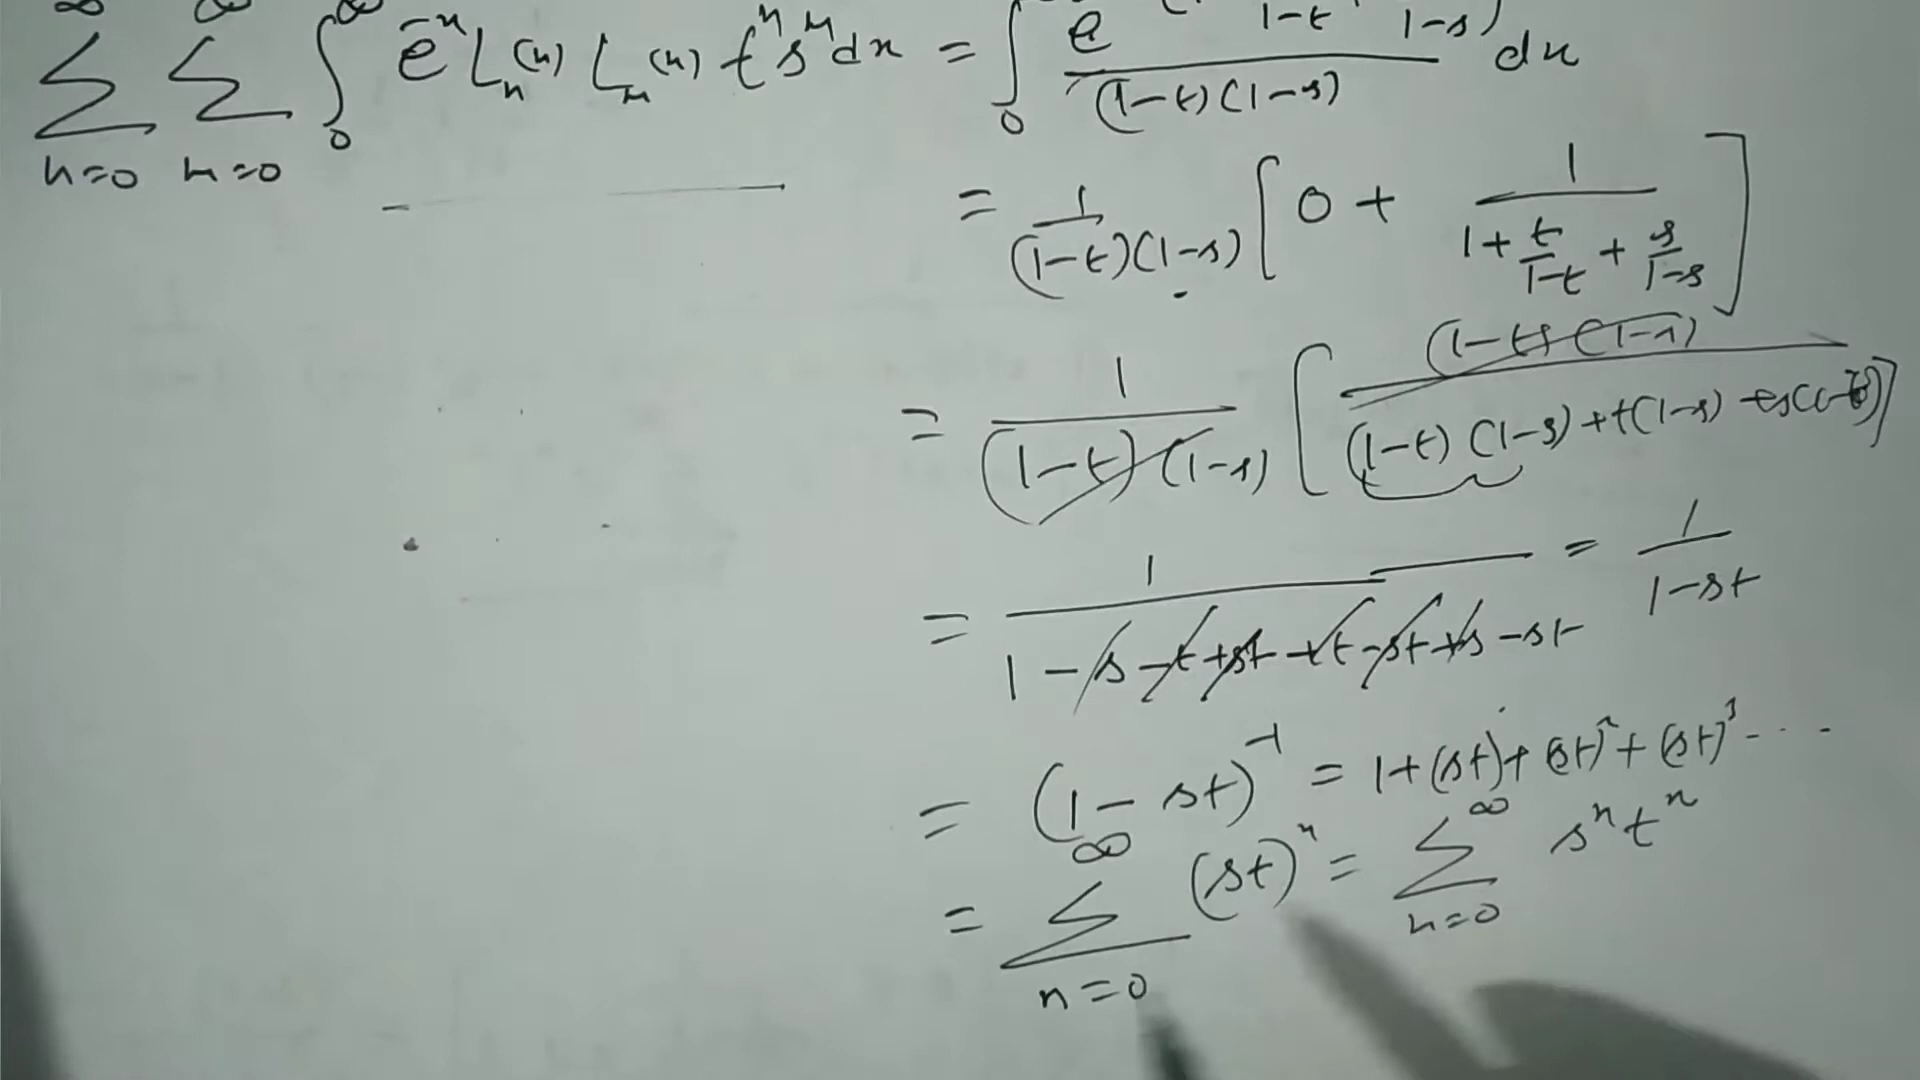 ∑_{n=0}^{∞} ∑_{m=0}^{∞} ∫_0^∞ e^{-x} L_n(x) L_m(x) t^n s^m dx = ∫_0^∞ e^{ 1-t 1-s) } / (1-t)(1-s) dx
= 1/(1-t)(1-s) [ 0 + 1/(1 + t/(1-t) + s/(1-s)) ]
= 1/((1-t)(1-s)) [ (1-t)(1-s) / ((1-t)(1-s)+t(1-s)+s(1-t)) ]
= 1/(1-s-t+st+t-st+s-st) = 1/(1-st)
= (1-st)^{-1} = 1+(st)+(st)^2+(st)^3 ....
= ∑_{n=0}^{∞} (st)^n = ∑_{n=0}^{∞} s^n t^n